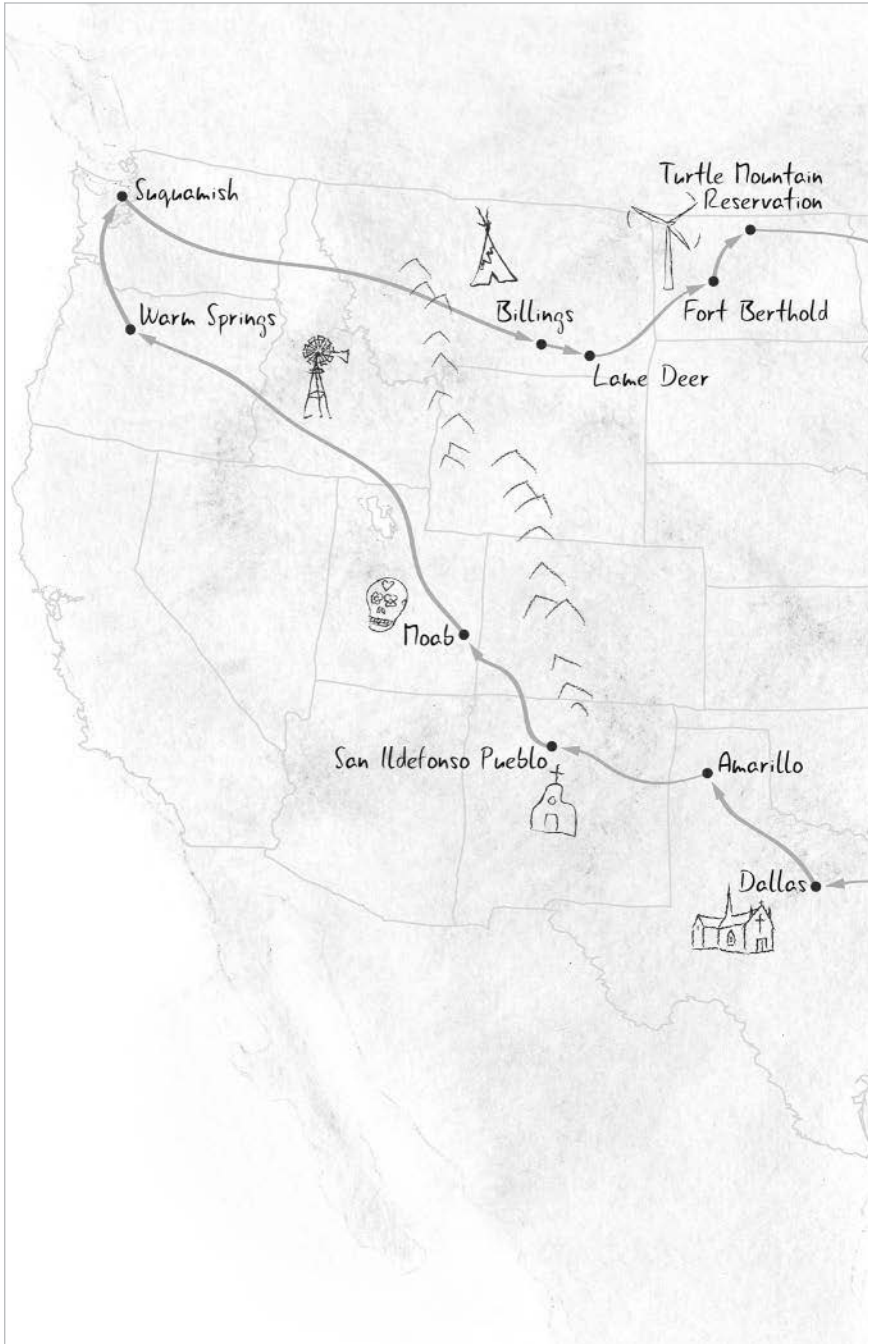 Turtle Mountain
Reservation
Suquamish
Fort Berthold
Billings
Warm Springs
Lame Deer
Moab
San Ildefonso Pueblo
Amarillo
Dallas